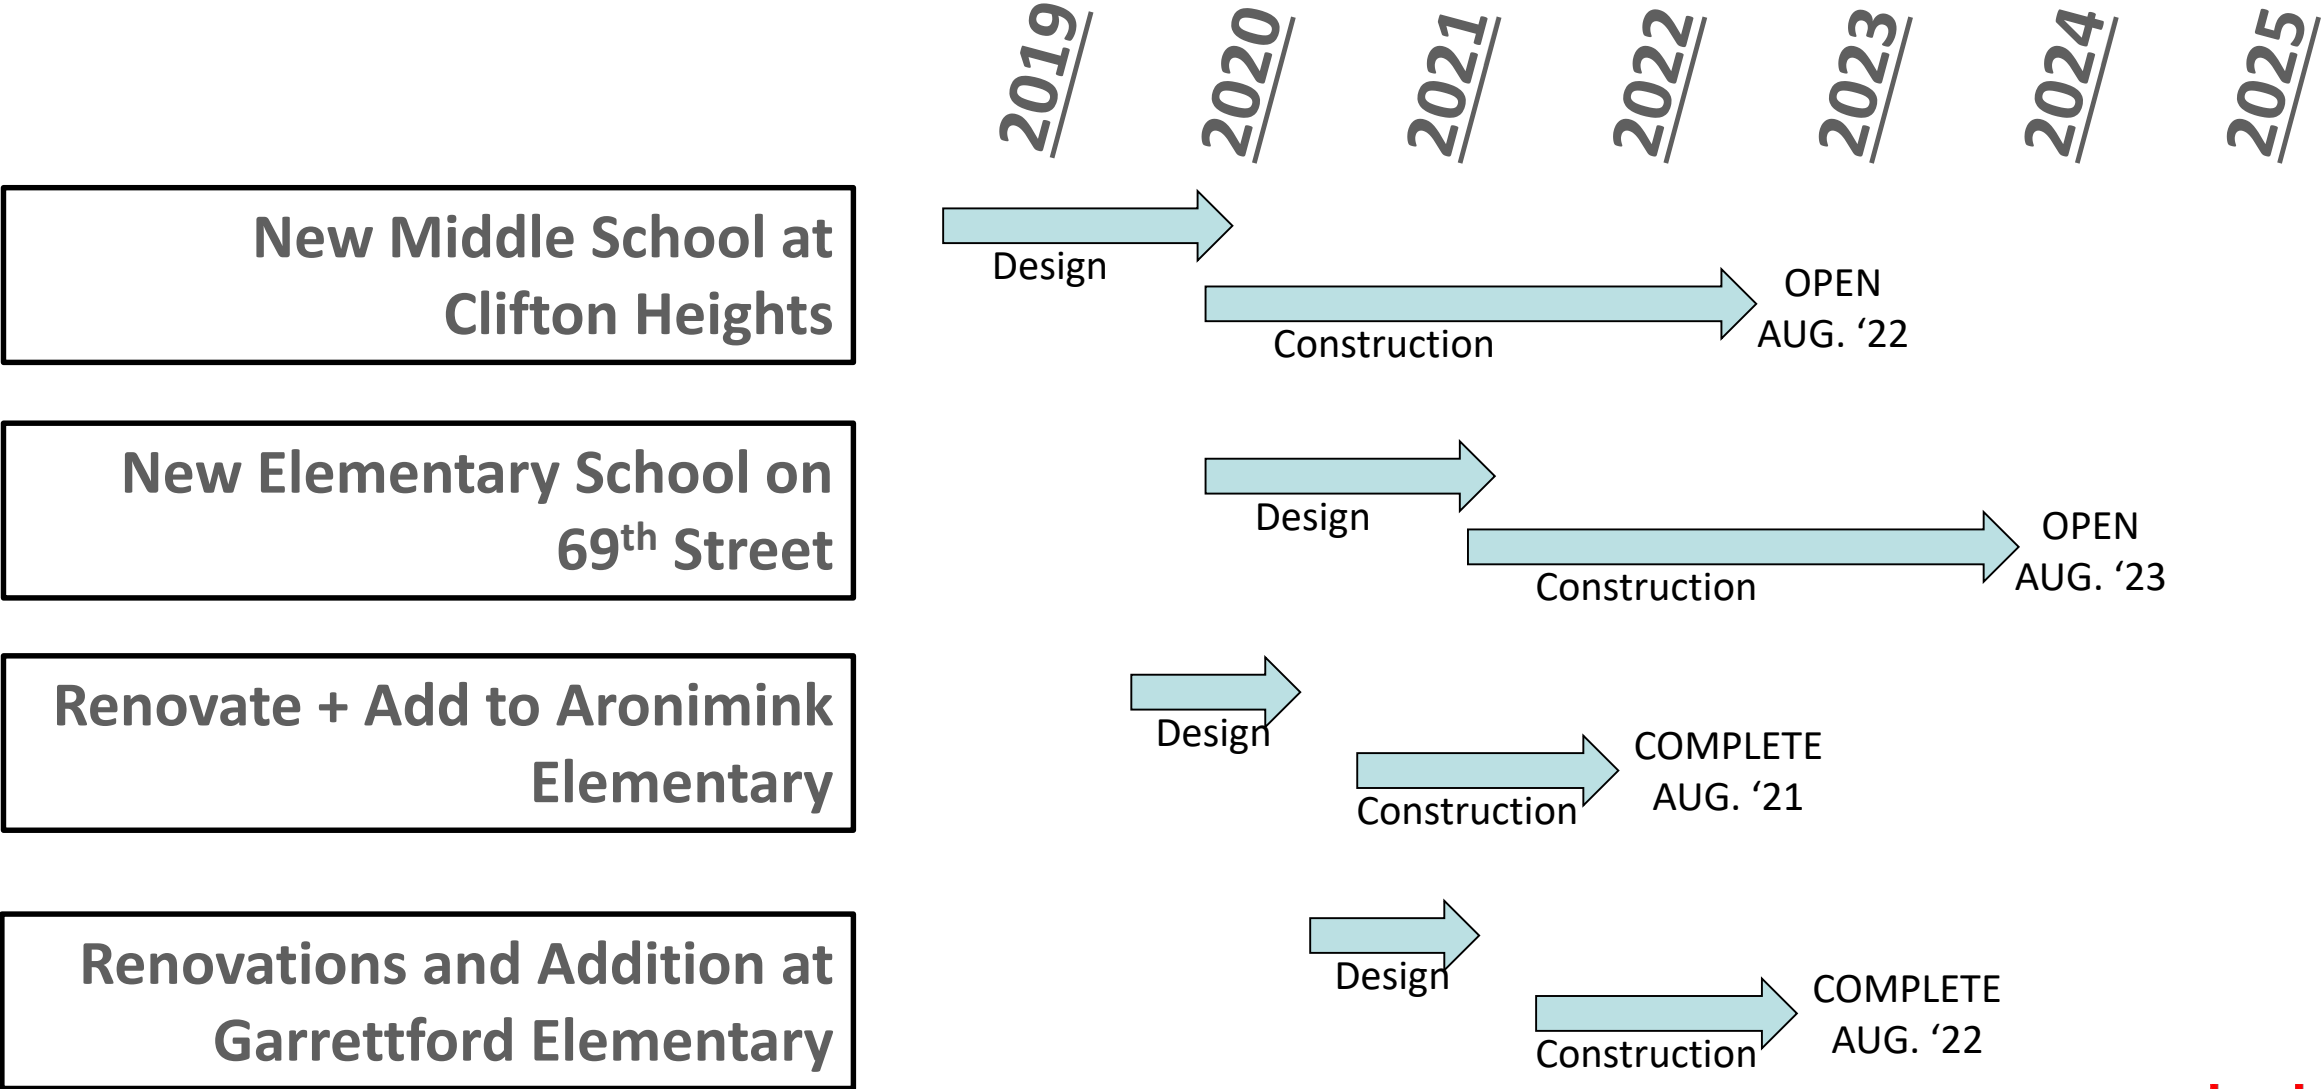 2019 2020 2021 2022 2023 2024 2025
New Middle School at
Clifton Heights
Design
Construction
OPEN
AUG. ‘22
New Elementary School on
69th Street
Design
Construction
OPEN
AUG. ‘23
Renovate + Add to Aronimink
Elementary
Design
Construction
COMPLETE
AUG. ‘21
Renovations and Addition at
Garrettford Elementary
Design
Construction
COMPLETE
AUG. ‘22